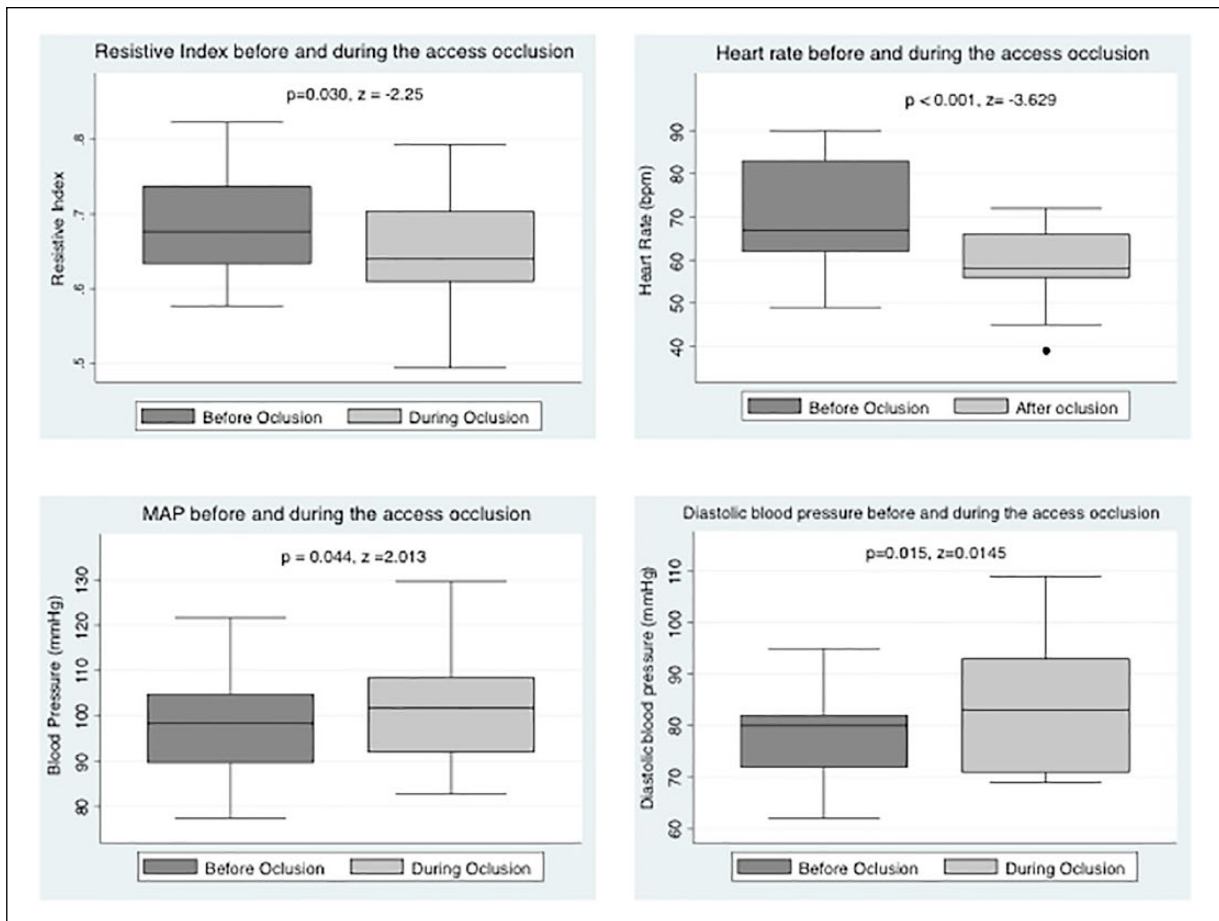 Resistive Index before and during the access occlusion
p=0.030, z = -2.25
Resistive Index
.8
.7
.6
.5
Before Oclusion
During Oclusion
Heart rate before and during the access occlusion
p < 0.001, z= -3.629
Heart Rate (bpm)
90
80
70
60
50
40
Before Oclusion
After oclusion
MAP before and during the access occlusion
p = 0.044, z =2.013
Blood Pressure (mmHg)
130
120
110
100
90
80
Before Oclusion
During Oclusion
Diastolic blood pressure before and during the access occlusion
p=0.015, z=0.0145
Diastolic blood pressure (mmHg)
110
100
90
80
70
60
Before Oclusion
During Oclusion